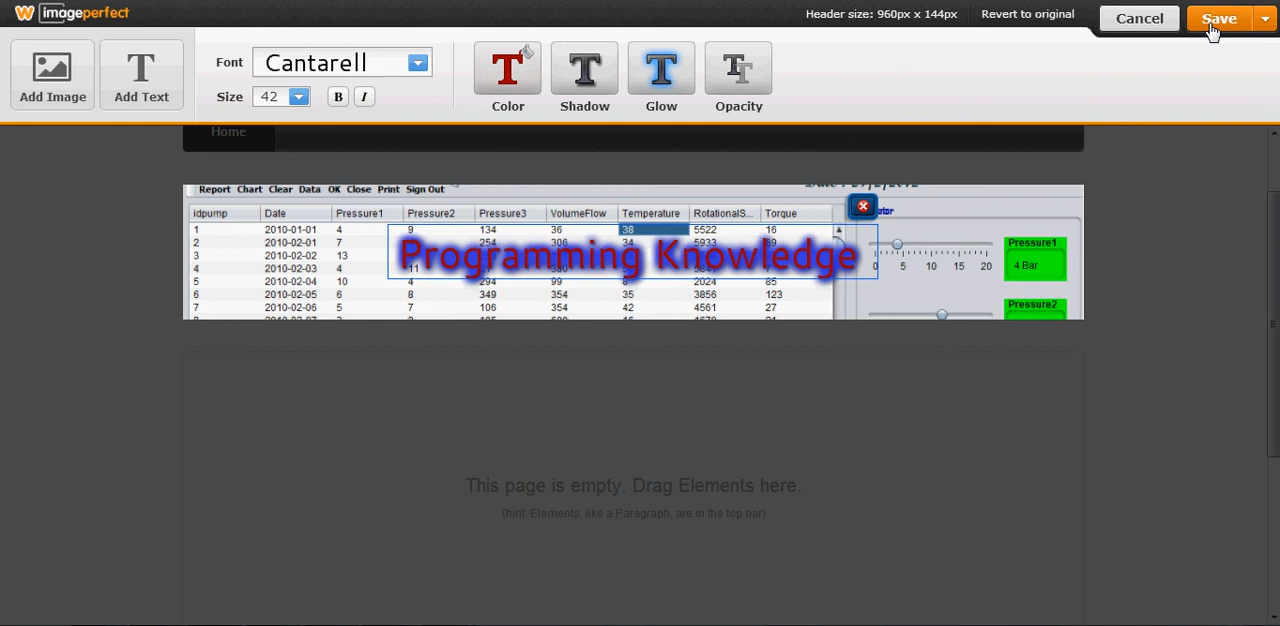 W imageperfect
Header size: 960px x 144px Revert to original Cancel Save
Add Image Add Text Font Cantarell Size 42 B I Color Shadow Glow Opacity
Home
Report Chart Clear Data OK Close Print Sign Out
idpump Date Pressure1 Pressure2 Pressure3 VolumeFlow Temperature RotationalS... Torque
1 2010-01-01 4 9 134 36 38 5522 16
2 2010-02-01 7 254 306 34 5933
3 2010-02-02 13
4 2010-02-03 4 11
5 2010-02-04 10 4 294 99 8 2024 85
6 2010-02-05 6 8 349 354 35 3856 123
7 2010-02-06 5 7 106 354 42 4561 27
Programming Knowledge
0 5 10 15 20
Pressure1
4 Bar
Pressure2
This page is empty. Drag Elements here.
(hint: Elements, like a Paragraph, are in the top bar)